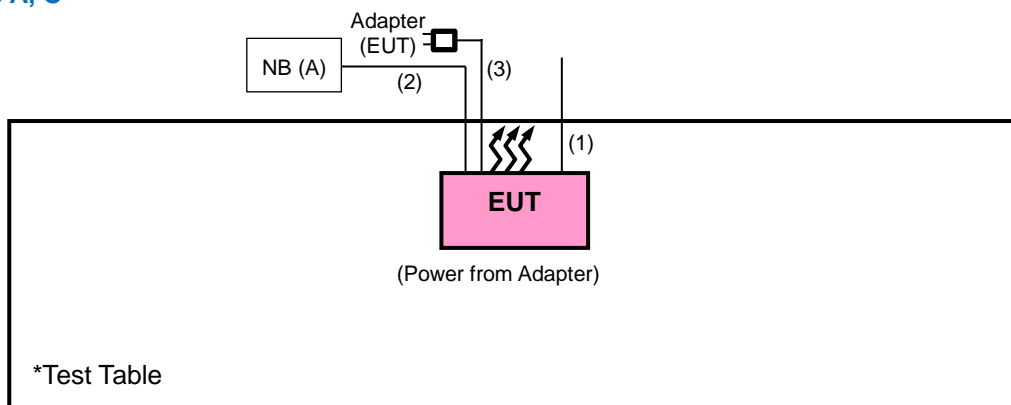 Adapter
(EUT)
NB (A)
(2)
(3)
(1)
EUT
(Power from Adapter)
*Test Table